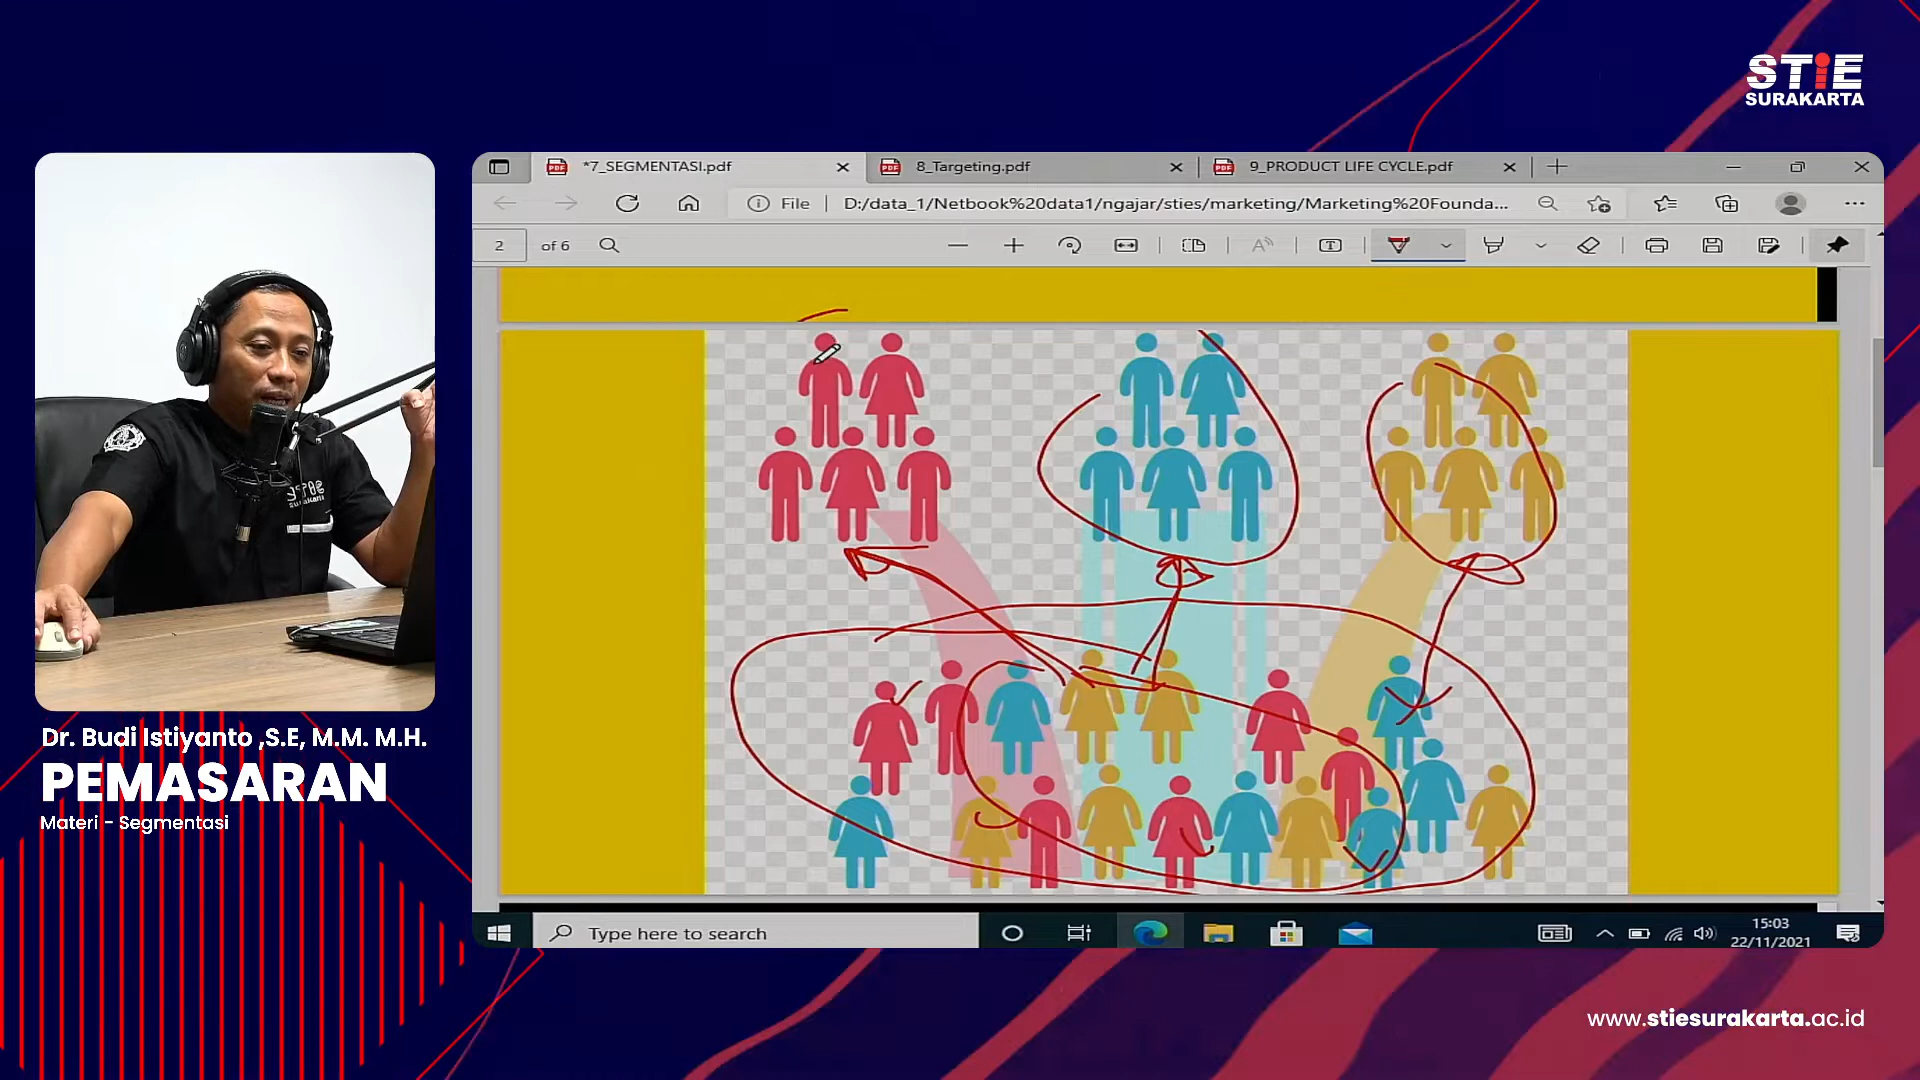 STiE
SURAKARTA
*7_SEGMENTASI.pdf
8_Targeting.pdf
9_PRODUCT LIFE CYCLE.pdf
File
D:/data_1/Netbook%20data1/ngajar/sties/marketing/Marketing%20Founda...
2
of 6
STIE
surakarta
Dr. Budi Istiyanto ,S.E, M.M. M.H.
PEMASARAN
Materi - Segmentasi
Type here to search
15:03
22/11/2021
www.stiesurakarta.ac.id